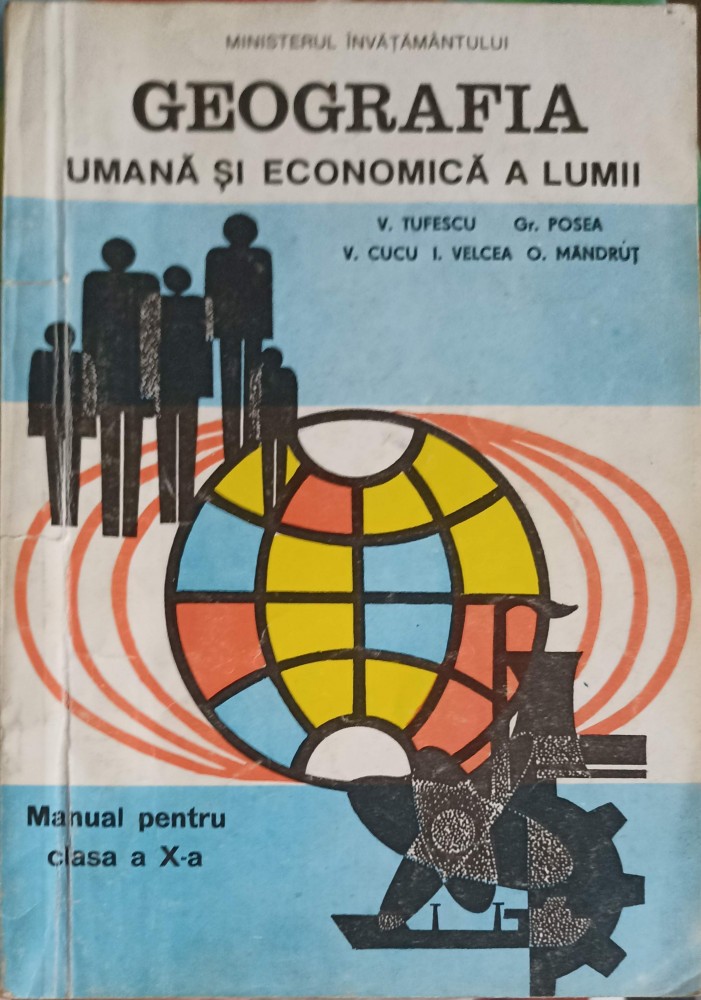 MINISTERUL ÎNVĂȚĂMÂNTULUI
GEOGRAFIA
UMANĂ ȘI ECONOMICĂ A LUMII
V. TUFESCU Gr. POSEA
V. CUCU I. VELCEA O. MÂNDRUȚ
Manual pentru
clasa a X-a